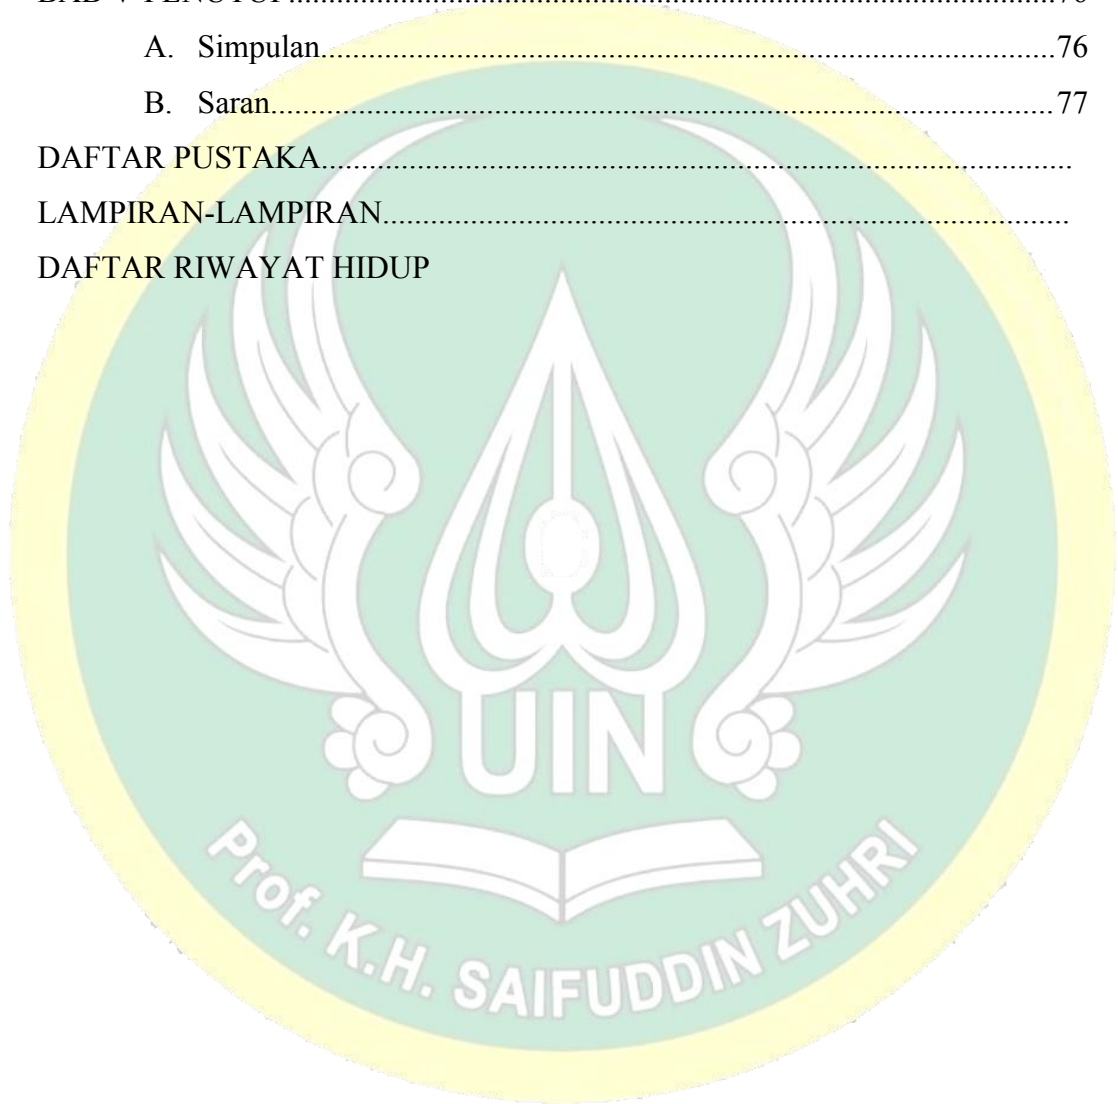 A. Simpulan..............................................................................................76
B. Saran....................................................................................................77
DAFTAR PUSTAKA................................................................................................
LAMPIRAN-LAMPIRAN........................................................................................
DAFTAR RIWAYAT HIDUP
UIN
Prof. K.H. SAIFUDDIN ZUHRI